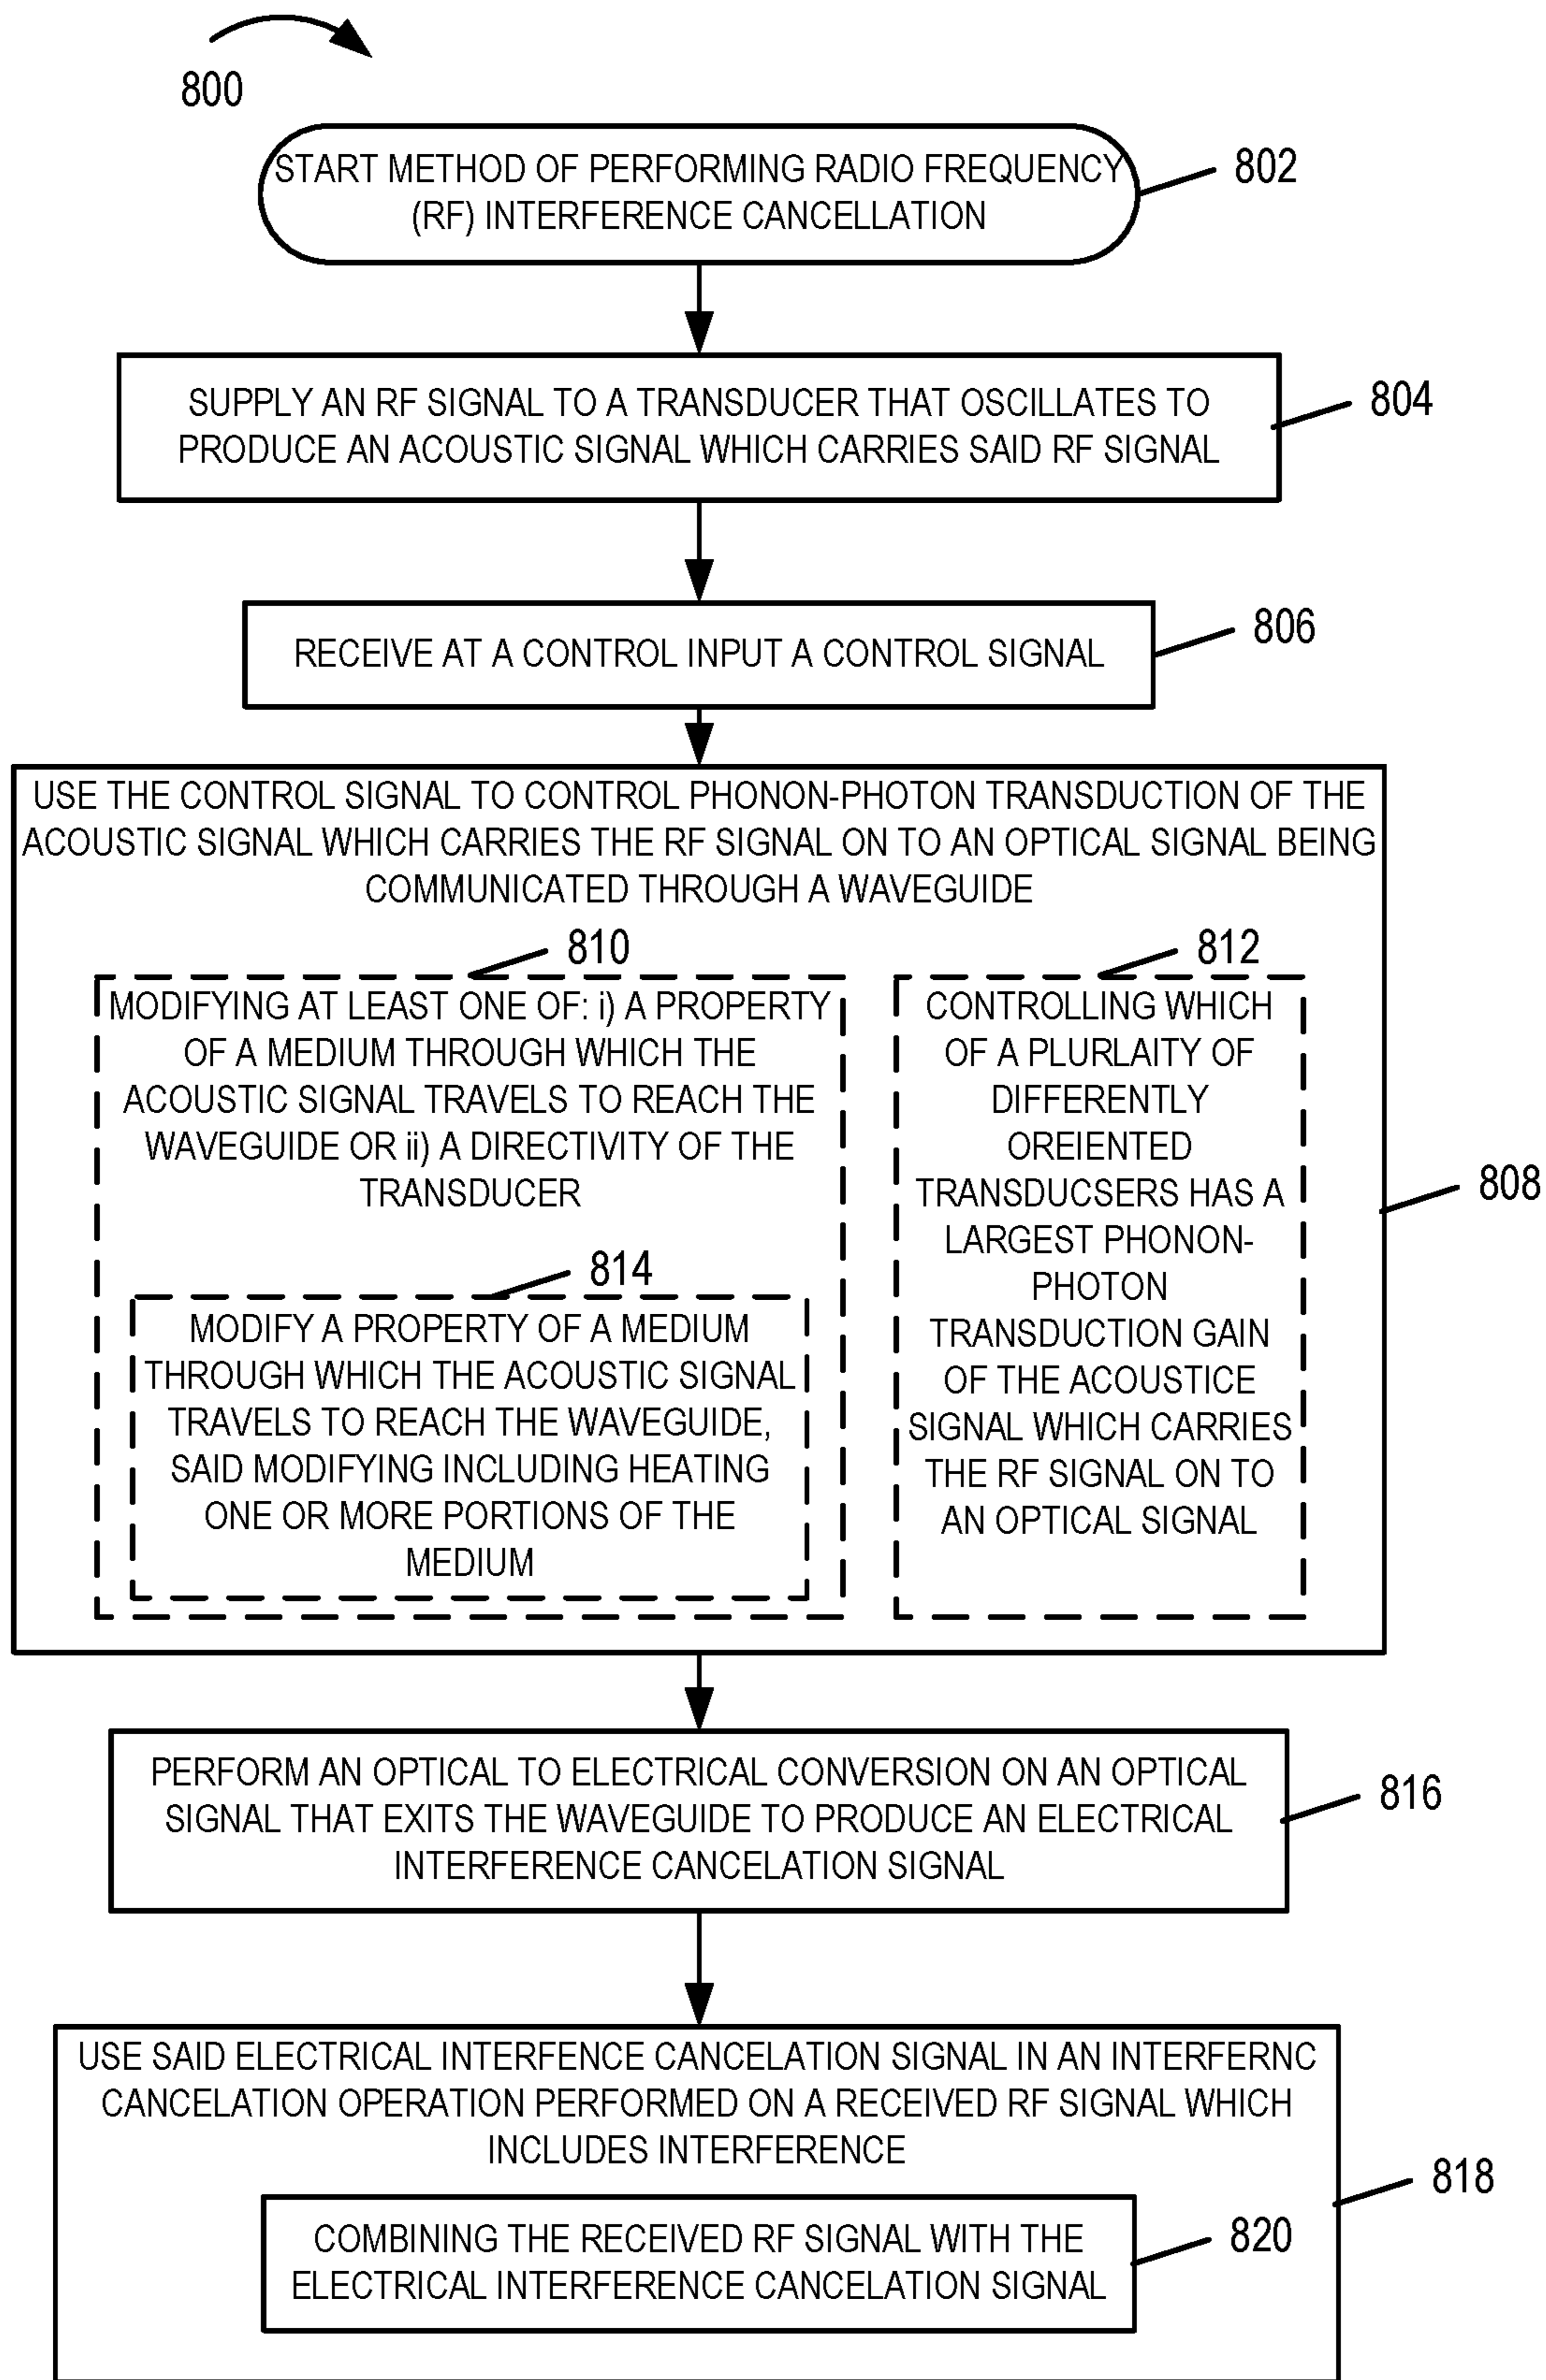 800
START METHOD OF PERFORMING RADIO FREQUENCY
(RF) INTERFERENCE CANCELLATION
802
SUPPLY AN RF SIGNAL TO A TRANSDUCER THAT OSCILLATES TO
PRODUCE AN ACOUSTIC SIGNAL WHICH CARRIES SAID RF SIGNAL
804
RECEIVE AT A CONTROL INPUT A CONTROL SIGNAL
806
USE THE CONTROL SIGNAL TO CONTROL PHONON-PHOTON TRANSDUCTION OF THE
ACOUSTIC SIGNAL WHICH CARRIES THE RF SIGNAL ON TO AN OPTICAL SIGNAL BEING
COMMUNICATED THROUGH A WAVEGUIDE
808
810
MODIFYING AT LEAST ONE OF: i) A PROPERTY
OF A MEDIUM THROUGH WHICH THE
ACOUSTIC SIGNAL TRAVELS TO REACH THE
WAVEGUIDE OR ii) A DIRECTIVITY OF THE
TRANSDUCER
814
MODIFY A PROPERTY OF A MEDIUM
THROUGH WHICH THE ACOUSTIC SIGNAL
TRAVELS TO REACH THE WAVEGUIDE,
SAID MODIFYING INCLUDING HEATING
ONE OR MORE PORTIONS OF THE
MEDIUM
812
CONTROLLING WHICH
OF A PLURLAITY OF
DIFFERENTLY
OREIENTED
TRANSDUCSERS HAS A
LARGEST PHONON-
PHOTON
TRANSDUCTION GAIN
OF THE ACOUSTICE
SIGNAL WHICH CARRIES
THE RF SIGNAL ON TO
AN OPTICAL SIGNAL
PERFORM AN OPTICAL TO ELECTRICAL CONVERSION ON AN OPTICAL
SIGNAL THAT EXITS THE WAVEGUIDE TO PRODUCE AN ELECTRICAL
INTERFERENCE CANCELATION SIGNAL
816
USE SAID ELECTRICAL INTERFENCE CANCELATION SIGNAL IN AN INTERFERNC
CANCELATION OPERATION PERFORMED ON A RECEIVED RF SIGNAL WHICH
INCLUDES INTERFERENCE
818
COMBINING THE RECEIVED RF SIGNAL WITH THE
ELECTRICAL INTERFERENCE CANCELATION SIGNAL
820